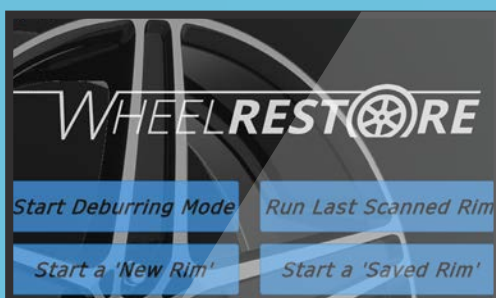 WHEELRESTORE
Start Deburring Mode
Run Last Scanned Rim
Start a 'New Rim'
Start a 'Saved Rim'